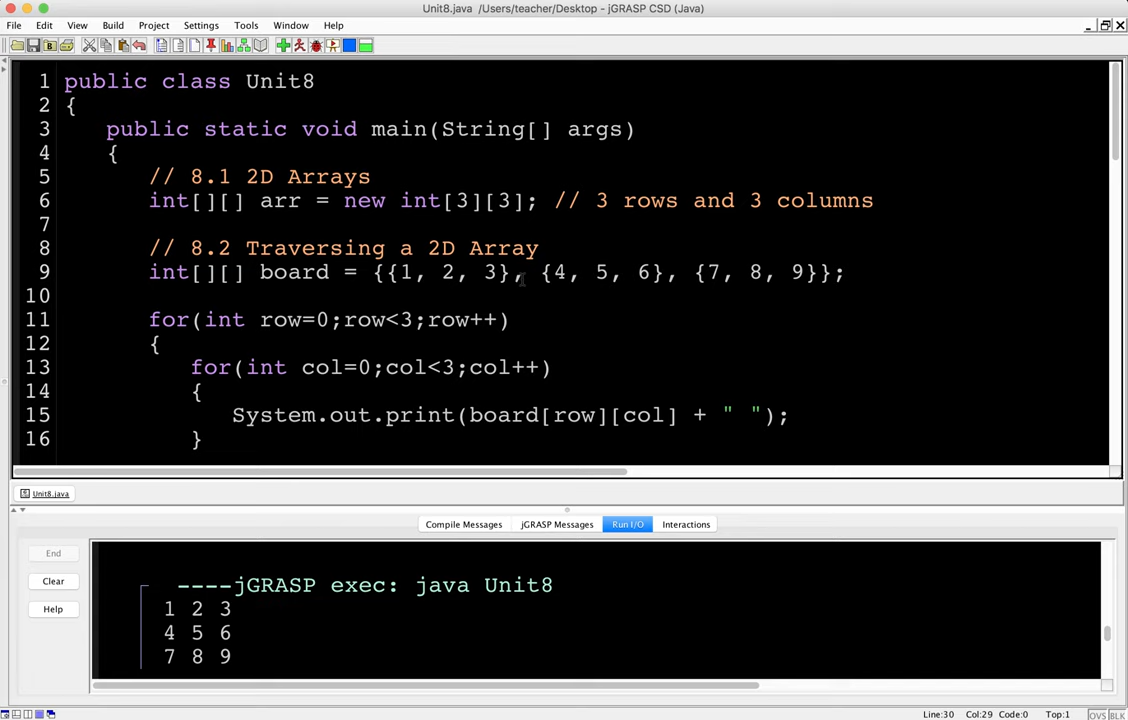 Unit8.java /Users/teacher/Desktop - jGRASP CSD (Java)
File Edit View Build Project Settings Tools Window Help
1 public class Unit8
2 {
3 public static void main(String[] args)
4 {
5 // 8.1 2D Arrays
6 int[][] arr = new int[3][3]; // 3 rows and 3 columns
7
8 // 8.2 Traversing a 2D Array
9 int[][] board = {{1, 2, 3}, {4, 5, 6}, {7, 8, 9}};
10
11 for(int row=0;row<3;row++)
12 {
13 for(int col=0;col<3;col++)
14 {
15 System.out.print(board[row][col] + " ");
16 }
Unit8.java
Compile Messages jGRASP Messages Run I/O Interactions
End
Clear
Help
----jGRASP exec: java Unit8
1 2 3
4 5 6
7 8 9
Line:30 Col:29 Code:0 Top:1 OVS BLK